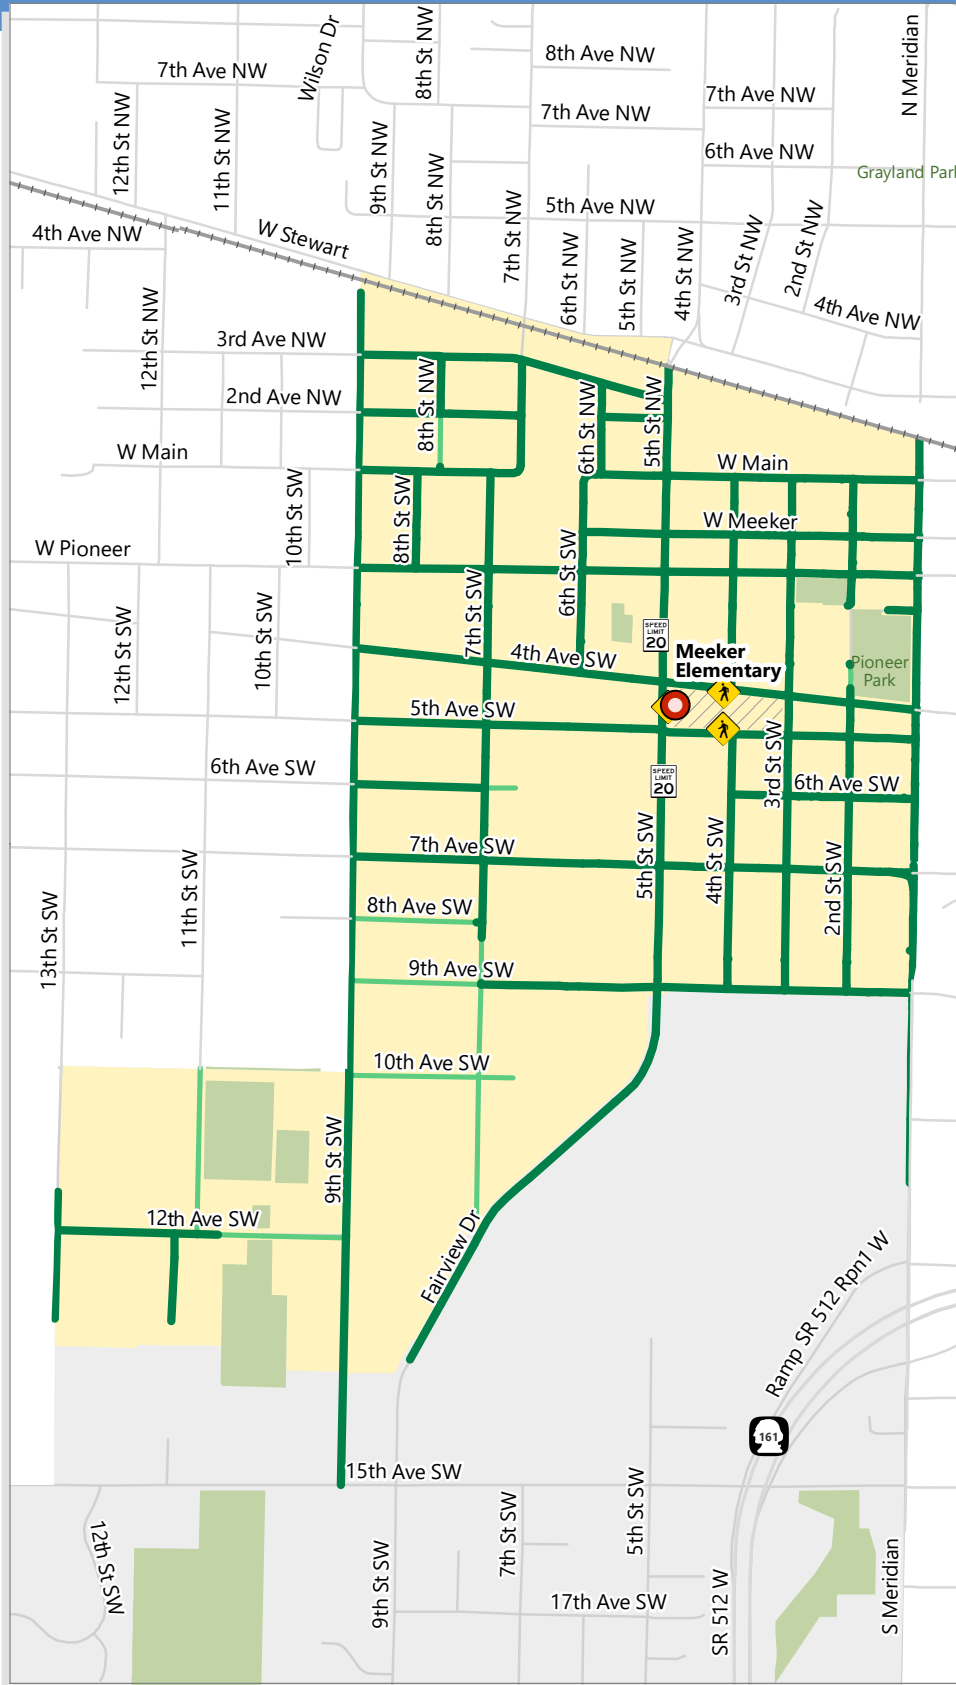 Wilson Dr
8th St NW
8th Ave NW
N Meridian
7th Ave NW
7th Ave NW
7th Ave NW
12th St NW
11th St NW
9th St NW
8th St NW
6th Ave NW
Grayland Park
7th St NW
5th Ave NW
4th Ave NW
W Stewart
6th St NW
5th St NW
4th St NW
3rd St NW
2nd St NW
4th Ave NW
12th St NW
3rd Ave NW
2nd Ave NW
8th St NW
6th St NW
5th St NW
W Main
W Main
10th St SW
8th St SW
W Meeker
W Pioneer
6th St SW
7th St SW
12th St SW
10th St SW
SPEED
LIMIT
20
4th Ave SW
Meeker
Elementary
Pioneer
Park
5th Ave SW
3rd St SW
6th Ave SW
SPEED
LIMIT
20
6th Ave SW
7th Ave SW
5th St SW
4th St SW
2nd St SW
13th St SW
11th St SW
8th Ave SW
9th Ave SW
10th Ave SW
9th St SW
12th Ave SW
Fairview Dr
Ramp SR 512 Rpn1 W
161
15th Ave SW
12th St SW
9th St SW
7th St SW
5th St SW
17th Ave SW
SR 512 W
S Meridian